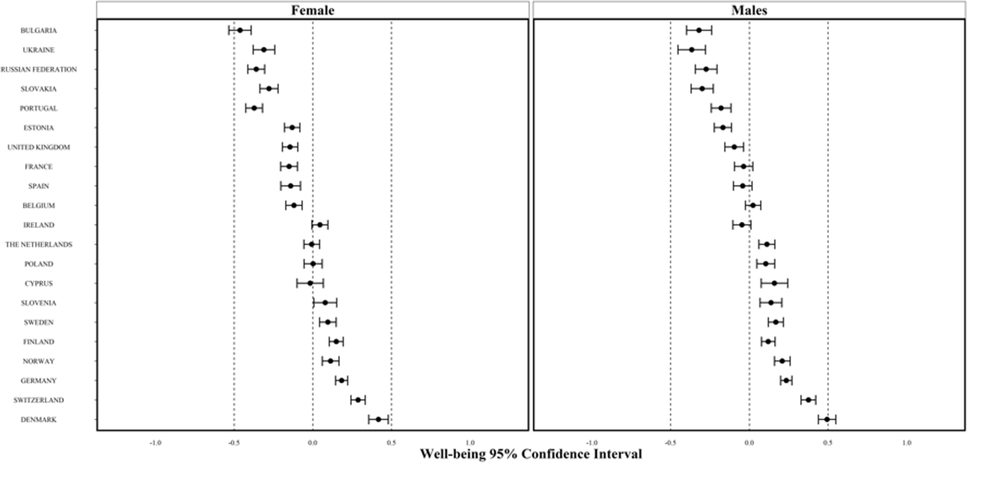 Female Males
BULGARIA
UKRAINE
RUSSIAN FEDERATION
SLOVAKIA
PORTUGAL
ESTONIA
UNITED KINGDOM
FRANCE
SPAIN
BELGIUM
IRELAND
THE NETHERLANDS
POLAND
CYPRUS
SLOVENIA
SWEDEN
FINLAND
NORWAY
GERMANY
SWITZERLAND
DENMARK
-1.0 -0.5 0.0 0.5 1.0 -1.0 -0.5 0.0 0.5 1.0
Well-being 95% Confidence Interval